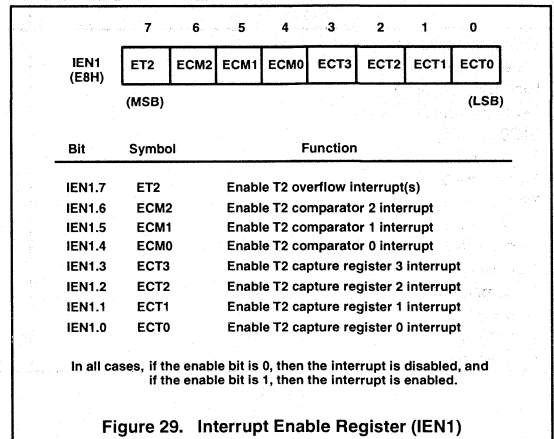 7 6 5 4 3 2 1 0
IEN1 ET2 ECM2 ECM1 ECM0 ECT3 ECT2 ECT1 ECT0
(E8H)
(MSB) (LSB)
Bit Symbol Function
IEN1.7 ET2 Enable T2 overflow interrupt(s)
IEN1.6 ECM2 Enable T2 comparator 2 interrupt
IEN1.5 ECM1 Enable T2 comparator 1 interrupt
IEN1.4 ECM0 Enable T2 comparator 0 interrupt
IEN1.3 ECT3 Enable T2 capture register 3 interrupt
IEN1.2 ECT2 Enable T2 capture register 2 interrupt
IEN1.1 ECT1 Enable T2 capture register 1 interrupt
IEN1.0 ECT0 Enable T2 capture register 0 interrupt
In all cases, if the enable bit is 0, then the interrupt is disabled, and
if the enable bit is 1, then the interrupt is enabled.
Figure 29. Interrupt Enable Register (IEN1)